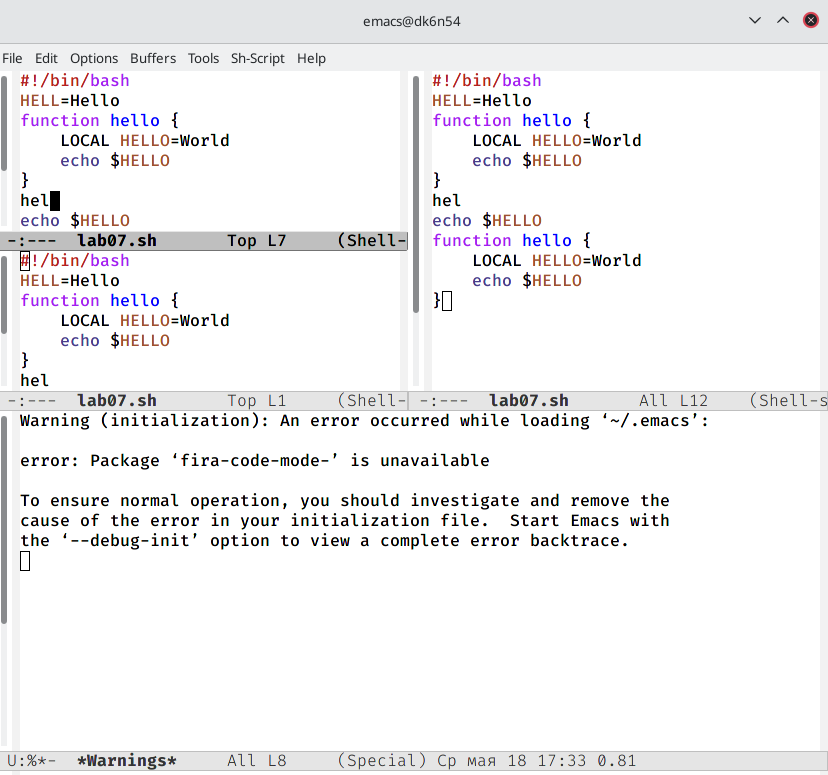 emacs@dk6n54
File Edit Options Buffers Tools Sh-Script Help
#!/bin/bash
HELL=Hello
function hello {
    LOCAL HELLO=World
    echo $HELLO
}
hel
echo $HELLO
-:---  lab07.sh       Top L7     (Shell-
#!/bin/bash
HELL=Hello
function hello {
    LOCAL HELLO=World
    echo $HELLO
}
hel
-:---  lab07.sh       Top L1     (Shell-
#!/bin/bash
HELL=Hello
function hello {
    LOCAL HELLO=World
    echo $HELLO
}
hel
echo $HELLO
function hello {
    LOCAL HELLO=World
    echo $HELLO
}
-:---  lab07.sh       All L12    (Shell-s
Warning (initialization): An error occurred while loading ‘~/.emacs’:
error: Package ‘fira-code-mode-’ is unavailable
To ensure normal operation, you should investigate and remove the
cause of the error in your initialization file.  Start Emacs with
the ‘--debug-init’ option to view a complete error backtrace.
U:%*-  *Warnings*     All L8     (Special) Ср мая 18 17:33 0.81